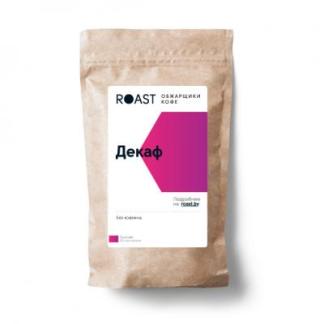 ROAST
ОБЖАРЩИКИ
КОФЕ
Декаф
Подробнее
на roast.by
без кофеина